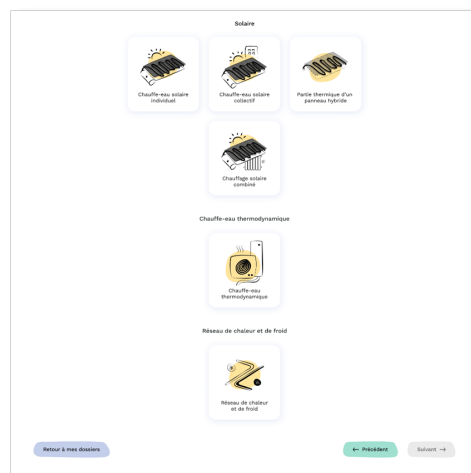 Solaire
Chauffe-eau solaire
individuel
Chauffe-eau solaire
collectif
Partie thermique d'un
panneau hybride
Chauffage solaire
combiné
Chauffe-eau thermodynamique
Chauffe-eau
thermodynamique
Réseau de chaleur et de froid
Réseau de chaleur
et de froid
Retour à mes dossiers
← Précédent
Suivant →